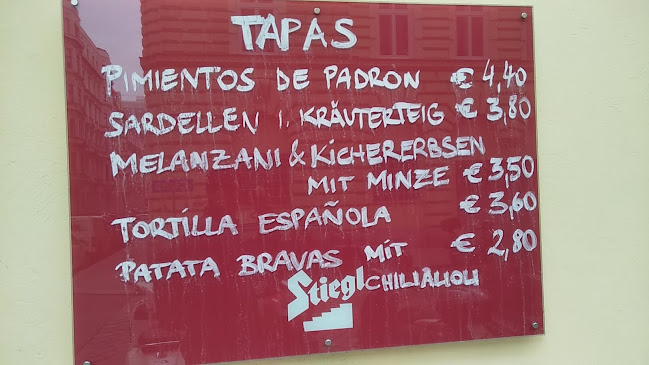 TAPAS
PIMIENTOS DE PADRON € 4,40
SARDELLEN I. KRÄUTERTEIG € 3,80
MELANZANI & KICHERERBSEN
MIT MINZE € 3,50
TORTILLA ESPAÑOLA € 3,60
PATATA BRAVAS MIT € 2,80
CHILIALIOLI
Stiegl